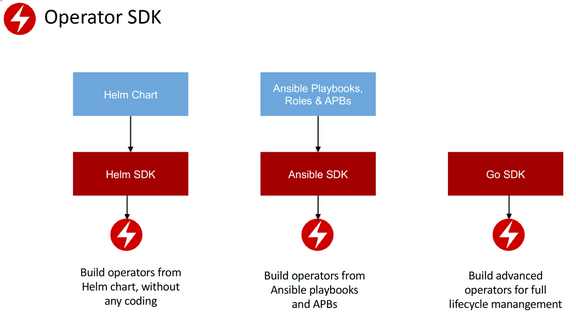 Operator SDK
Helm Chart
Ansible Playbooks,
Roles & APBs
Helm SDK
Ansible SDK
Go SDK
Build operators from
Helm chart, without
any coding
Build operators from
Ansible playbooks
and APBs
Build advanced
operators for full
lifecycle manangement